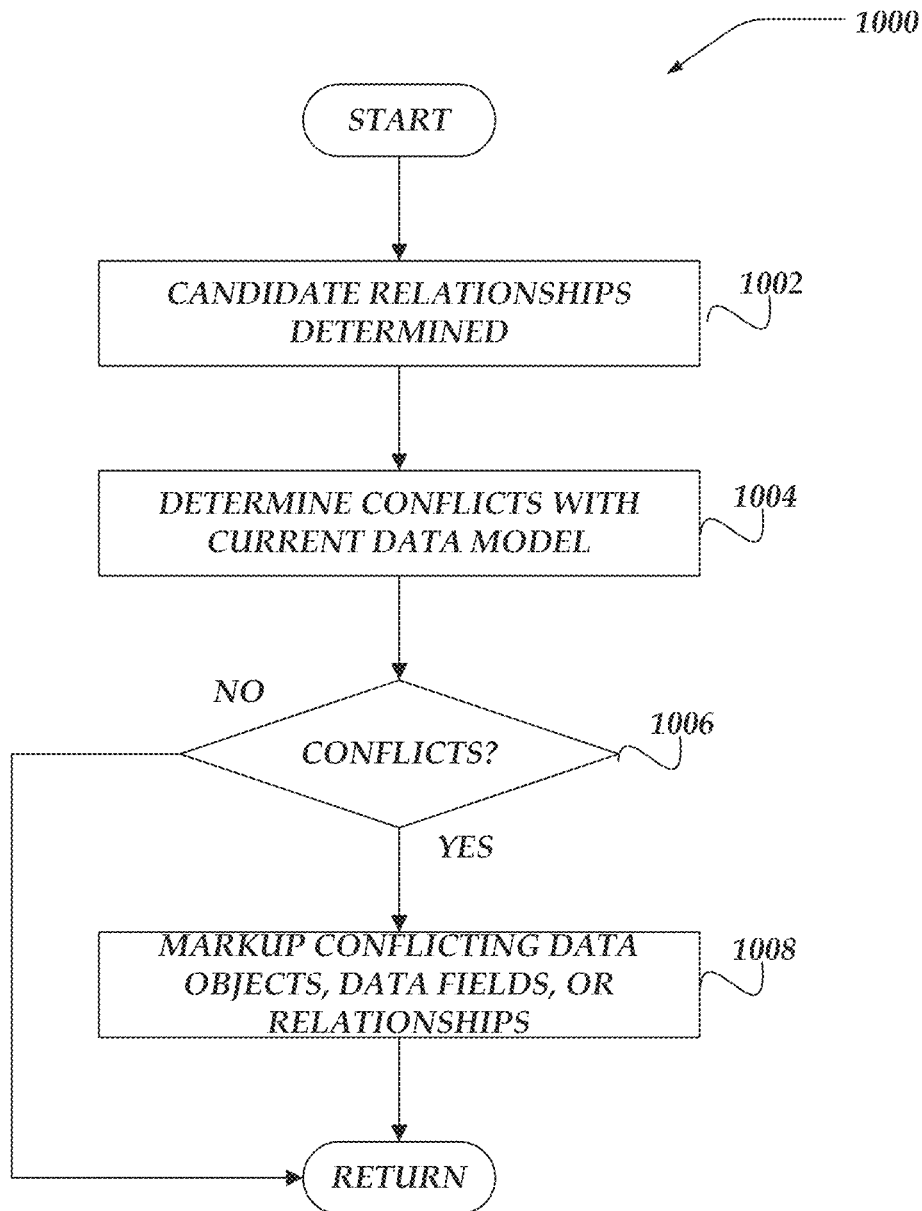 1000
START
CANDIDATE RELATIONSHIPS
DETERMINED
1002
DETERMINE CONFLICTS WITH
CURRENT DATA MODEL
1004
NO
CONFLICTS?
1006
YES
MARKUP CONFLICTING DATA
OBJECTS, DATA FIELDS, OR
RELATIONSHIPS
1008
RETURN